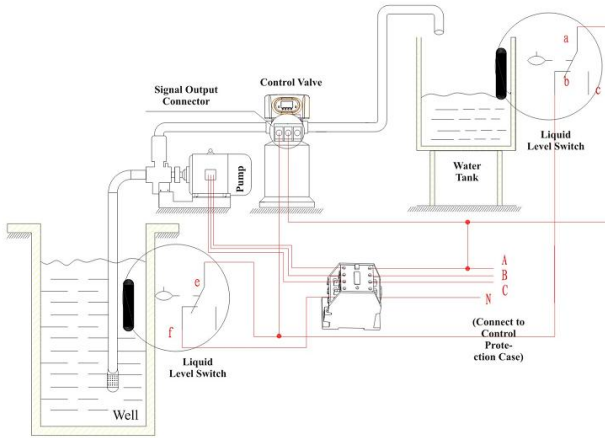 Signal Output
Connector
Control Valve
a
b
c
Liquid
Level Switch
Water
Tank
Pump
A
B
C
N
e
f
(Connect to
Control
Prote-
ction Case)
Liquid
Level Switch
Well